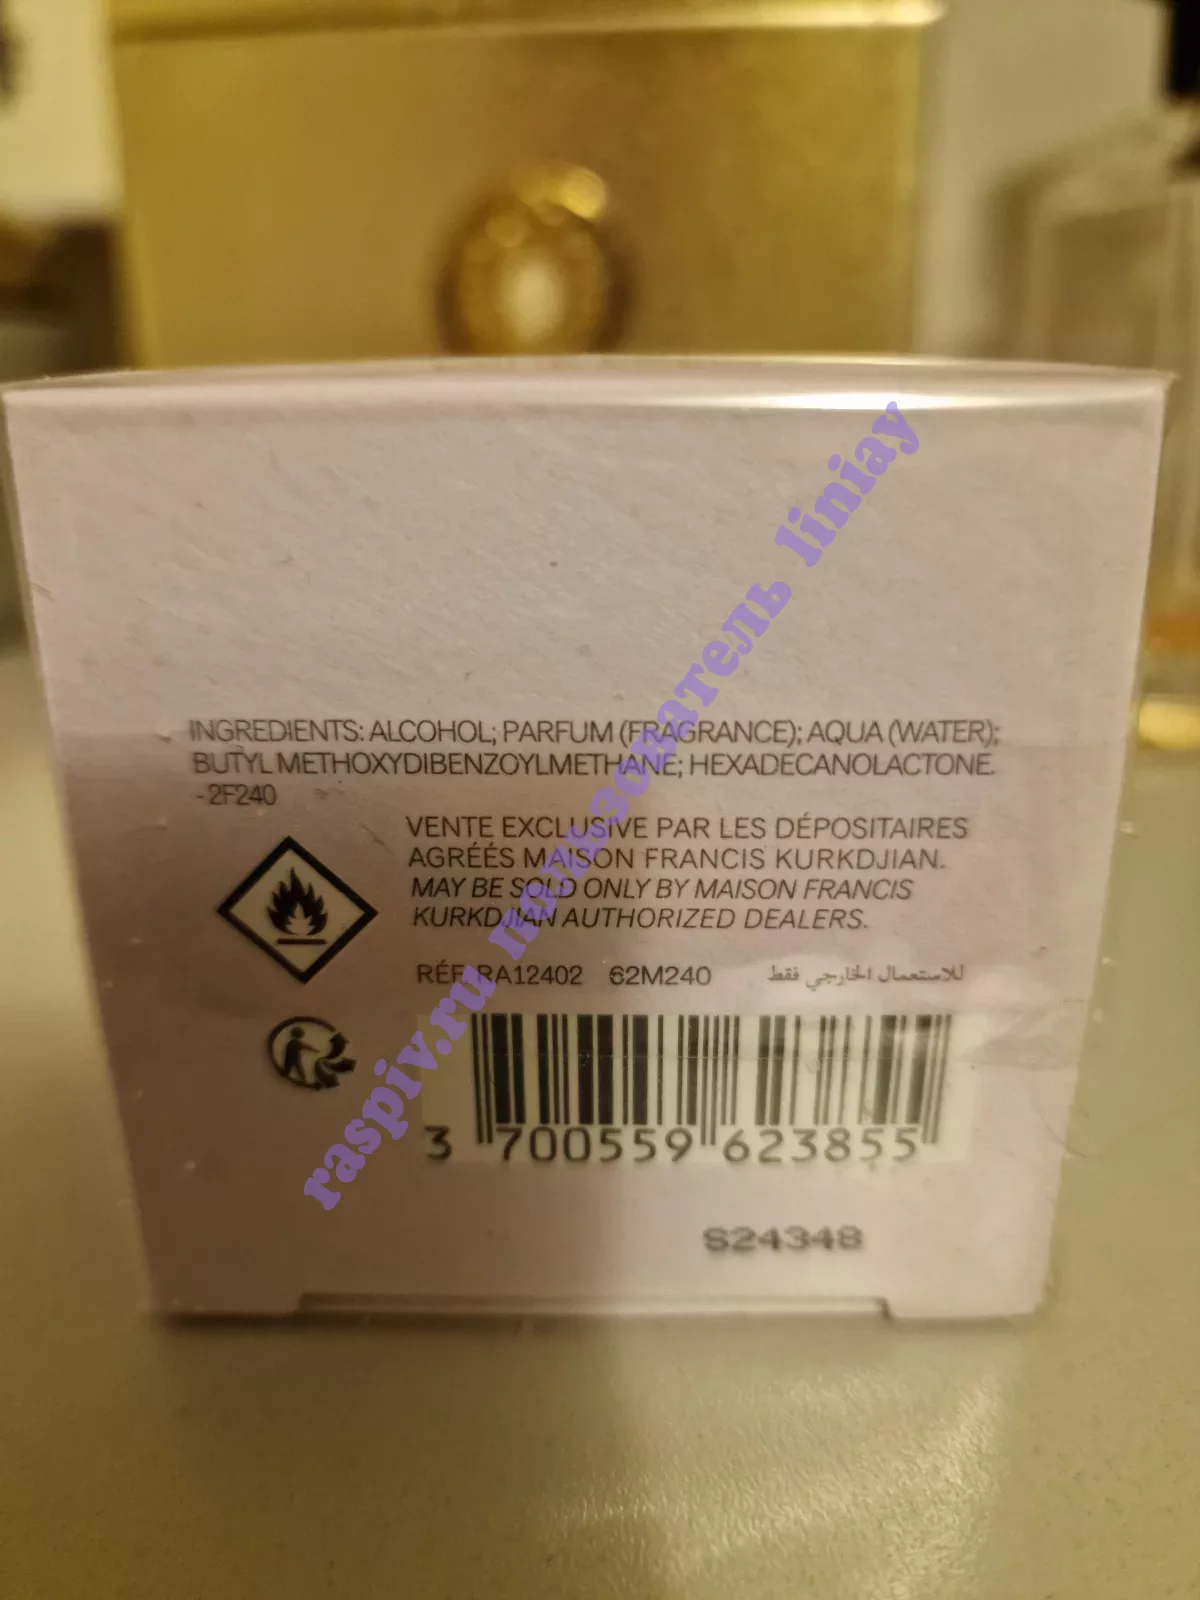 INGREDIENTS: ALCOHOL; PARFUM (FRAGRANCE); AQUA (WATER);
BUTYL METHOXYDIBENZOYLMETHANE; HEXADECANOLACTONE.
-2F240
VENTE EXCLUSIVE PAR LES DÉPOSITAIRES
AGRÉÉS MAISON FRANCIS KURKDJIAN.
MAY BE SOLD ONLY BY MAISON FRANCIS
KURKDJIAN AUTHORIZED DEALERS.
RÉF. RA12402 62M240 للاستعمال الخارجي فقط
3 700559 623855
S24348
raspiv.ru пользователь liniay